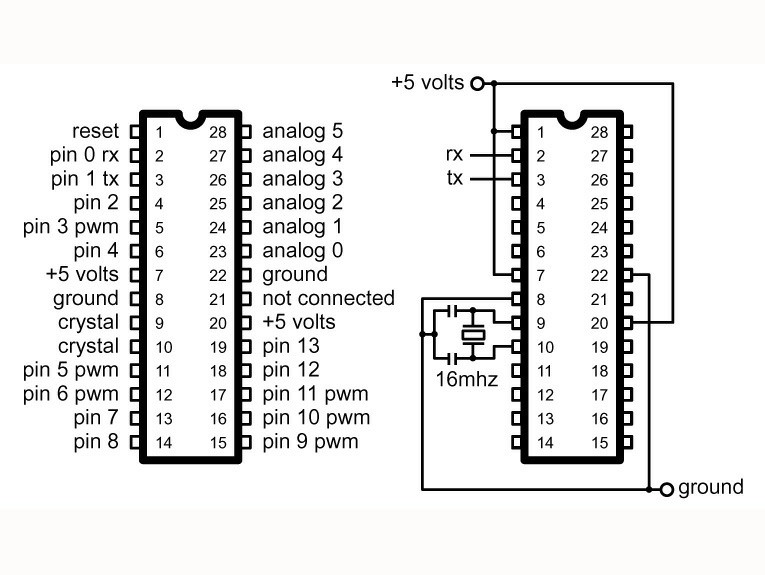 reset 1 28 analog 5
pin 0 rx 2 27 analog 4
pin 1 tx 3 26 analog 3
pin 2 4 25 analog 2
pin 3 pwm 5 24 analog 1
pin 4 6 23 analog 0
+5 volts 7 22 ground
ground 8 21 not connected
crystal 9 20 +5 volts
crystal 10 19 pin 13
pin 5 pwm 11 18 pin 12
pin 6 pwm 12 17 pin 11 pwm
pin 7 13 16 pin 10 pwm
pin 8 14 15 pin 9 pwm
+5 volts
1 28
rx 2 27
tx 3 26
4 25
5 24
6 23
7 22
8 21
9 20
10 19
16mhz 11 18
12 17
13 16
14 15
ground